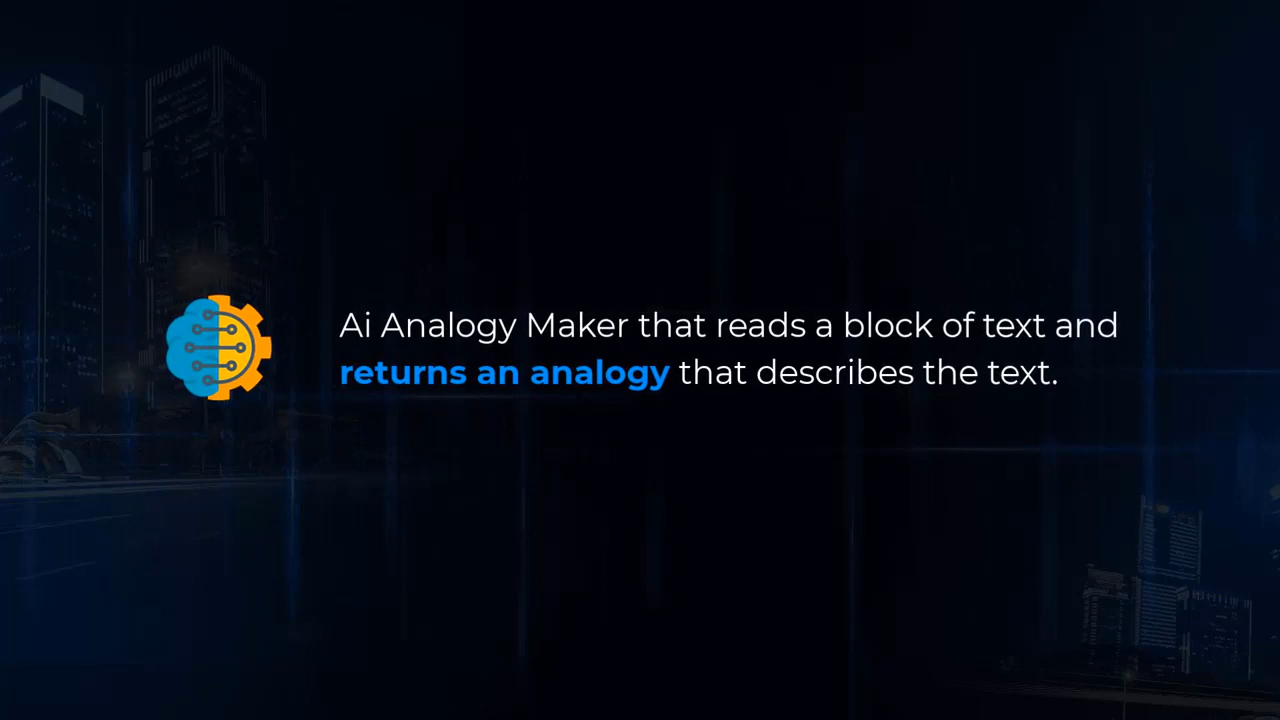 Ai Analogy Maker that reads a block of text and
returns an analogy that describes the text.